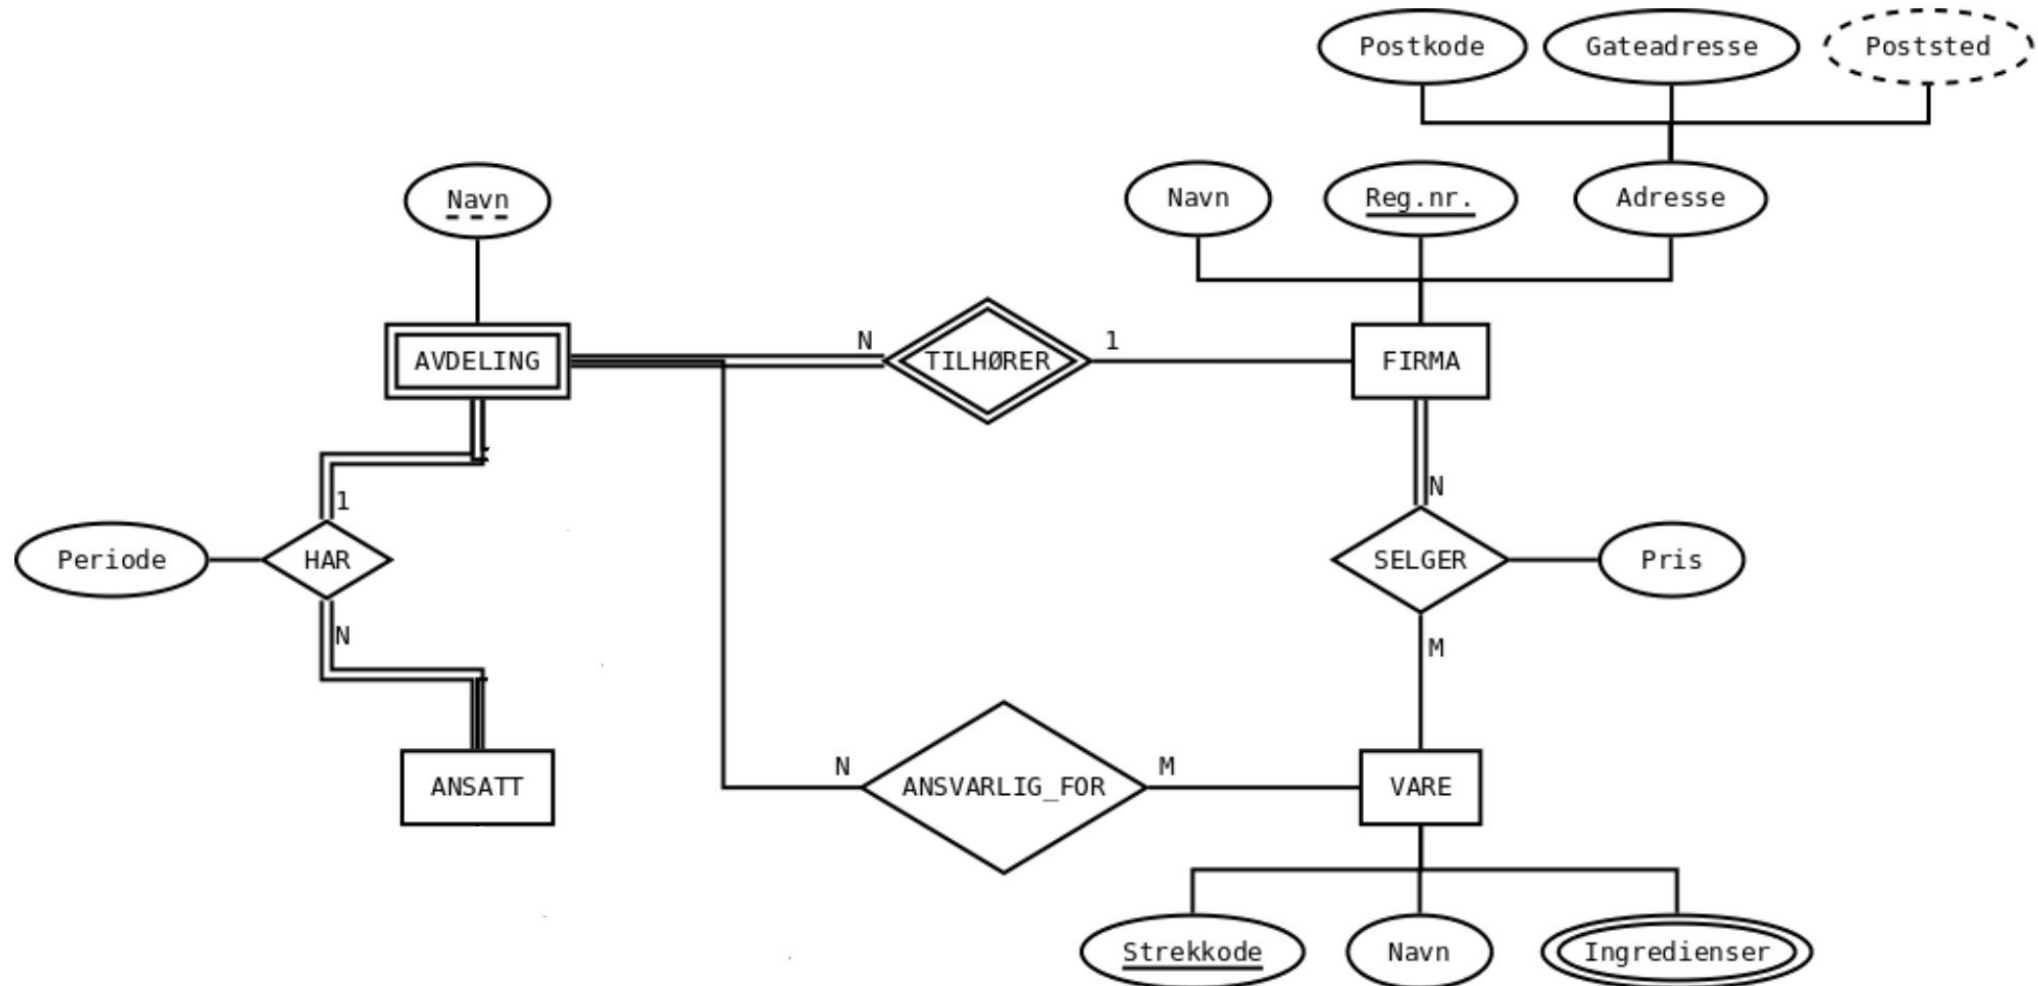 Postkode
Gateadresse
Poststed
Navn
Navn
Reg.nr.
Adresse
AVDELING
N
TILHØRER
1
FIRMA
N
1
Periode
HAR
SELGER
Pris
N
M
N
M
ANSATT
ANSVARLIG_FOR
VARE
Strekkode
Navn
Ingredienser